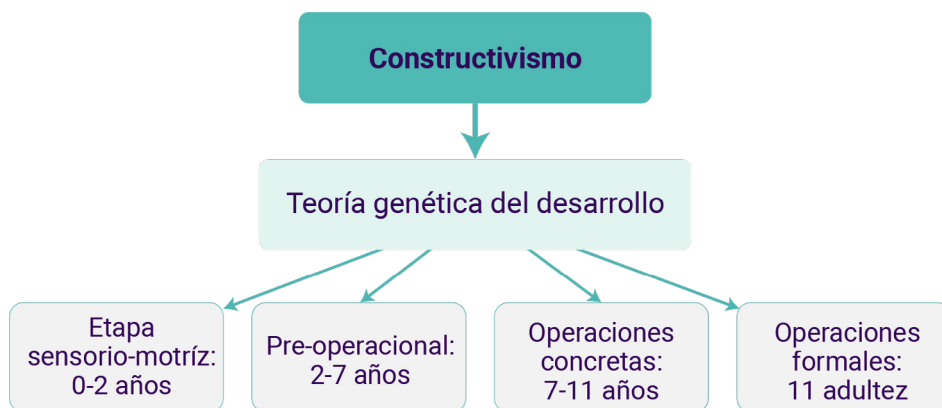 Constructivismo
Teoría genética del desarrollo
Etapa
sensorio-motríz:
0-2 años
Pre-operacional:
2-7 años
Operaciones
concretas:
7-11 años
Operaciones
formales:
11 adultez